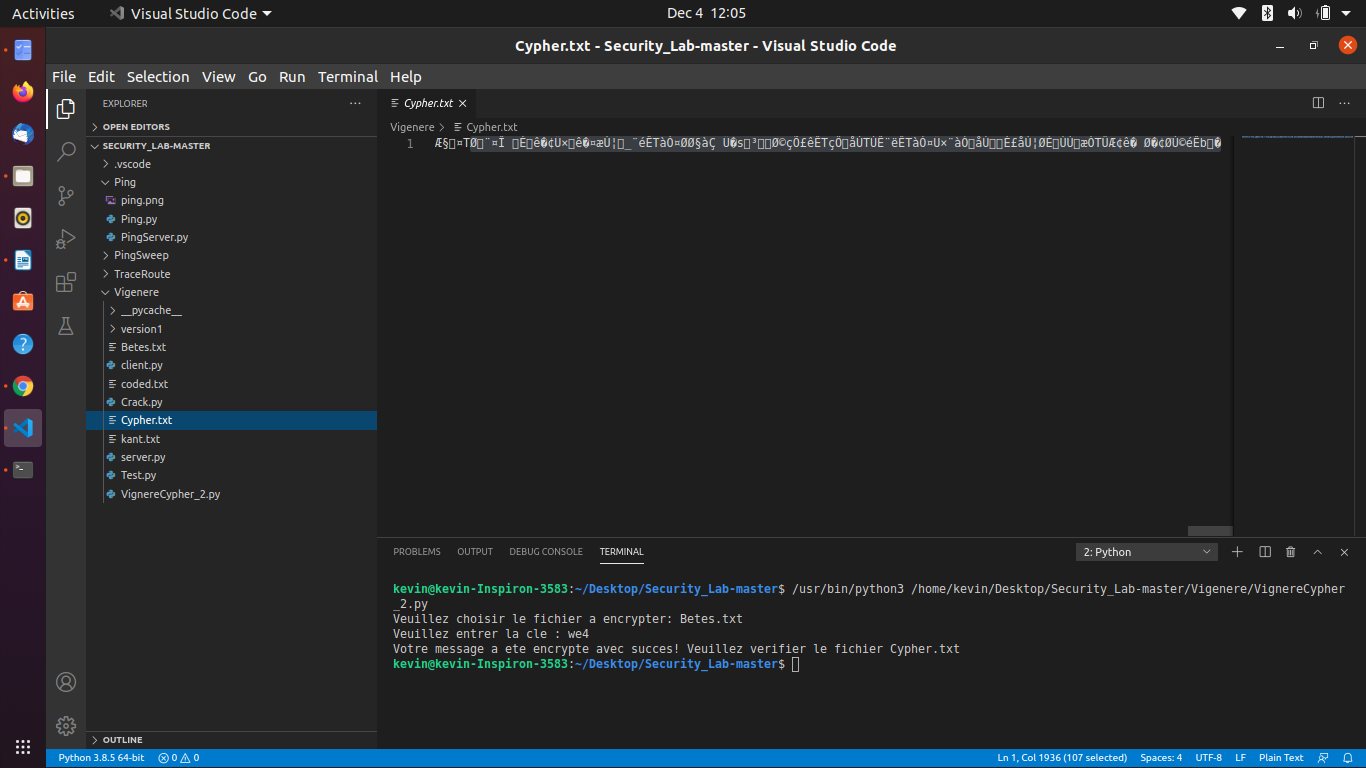 Activities
Visual Studio Code
Dec 4 12:05
Cypher.txt - Security_Lab-master - Visual Studio Code
File Edit Selection View Go Run Terminal Help
EXPLORER
OPEN EDITORS
SECURITY_LAB-MASTER
.vscode
Ping
ping.png
Ping.py
PingServer.py
PingSweep
TraceRoute
Vigenere
__pycache__
version1
Betes.txt
client.py
coded.txt
Crack.py
Cypher.txt
kant.txt
server.py
Test.py
VignereCypher_2.py
OUTLINE
Cypher.txt
Vigenere
Cypher.txt
1
PROBLEMS OUTPUT DEBUG CONSOLE TERMINAL
2: Python
kevin@kevin-Inspiron-3583:~/Desktop/Security_Lab-master$ /usr/bin/python3 /home/kevin/Desktop/Security_Lab-master/Vigenere/VignereCypher
_2.py
Veuillez choisir le fichier a encrypter: Betes.txt
Veuillez entrer la cle : we4
Votre message a ete encrypte avec succes! Veuillez verifier le fichier Cypher.txt
kevin@kevin-Inspiron-3583:~/Desktop/Security_Lab-master$
Python 3.8.5 64-bit
0 0
Ln 1, Col 1936 (107 selected)
Spaces: 4
UTF-8
LF
Plain Text